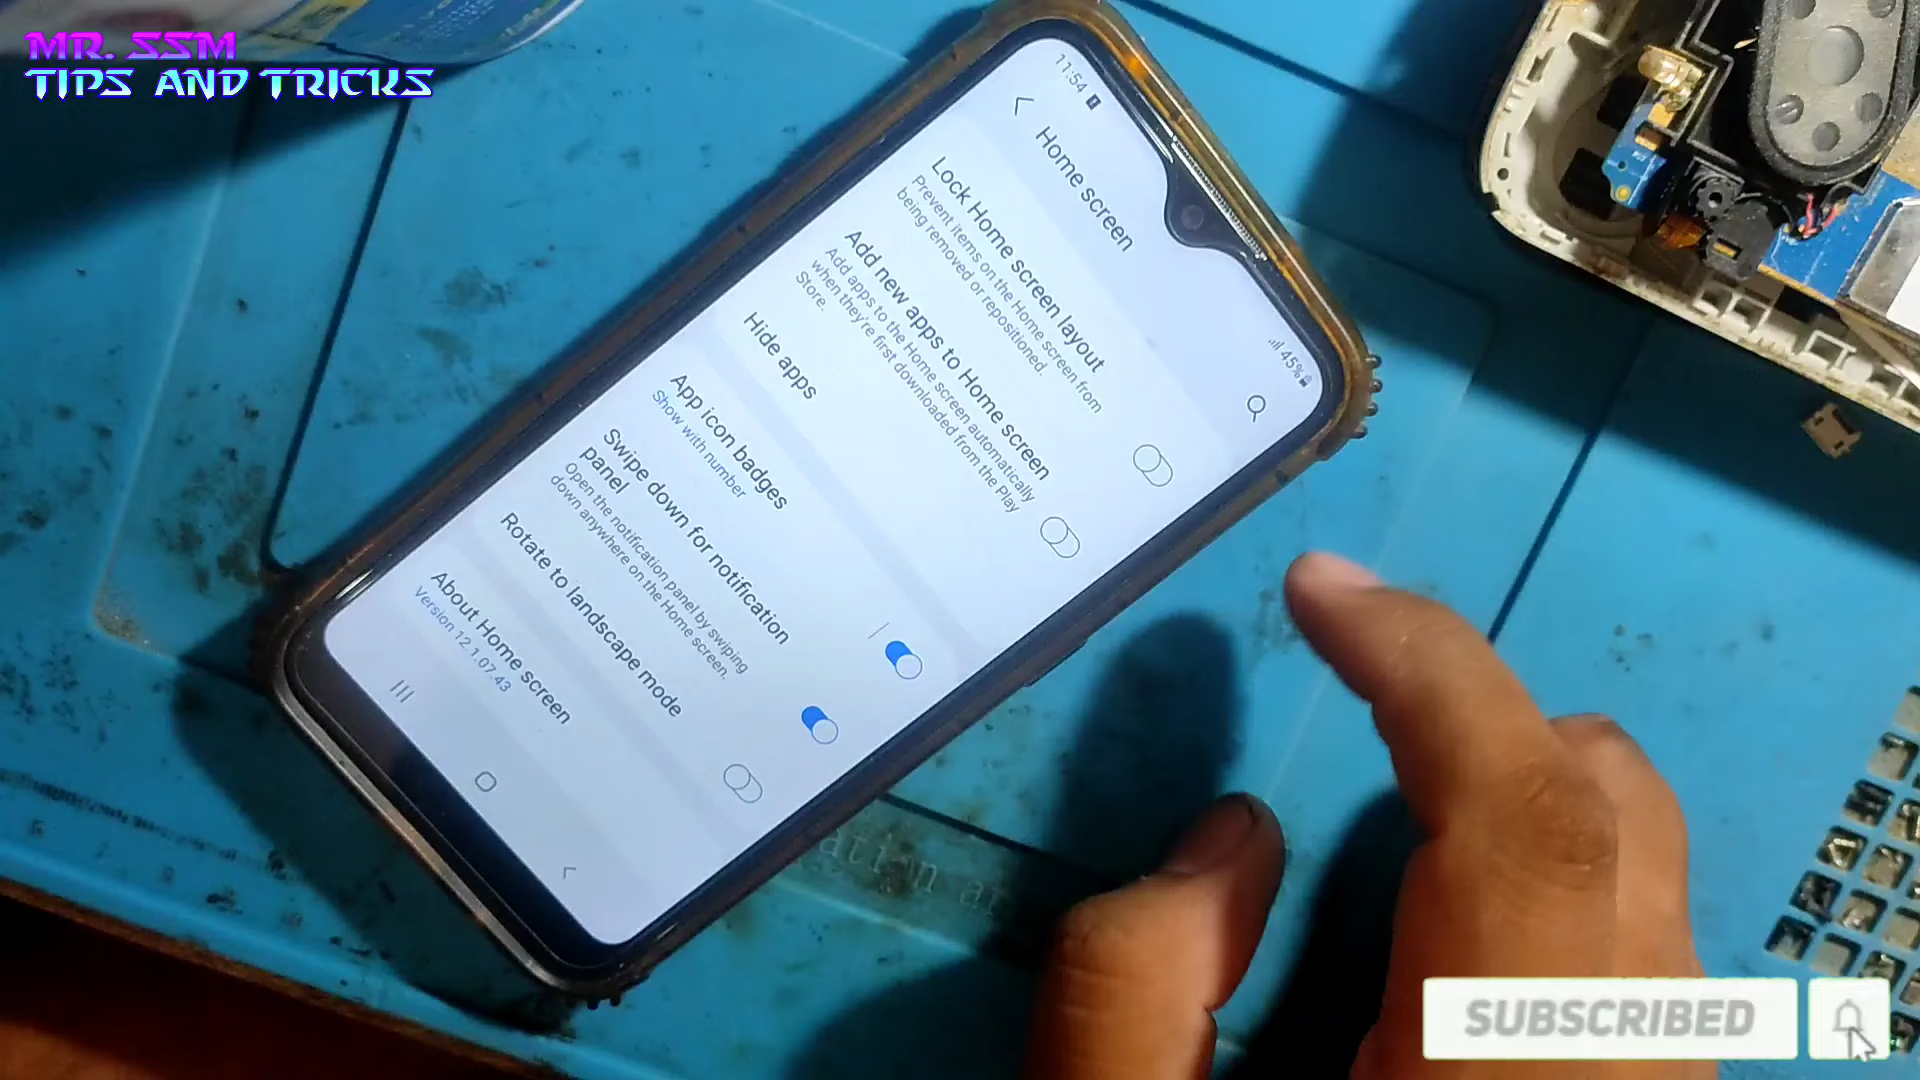 MR. SSM
TIPS AND TRICKS
11:54
45%
Home screen
Lock Home screen layout
Prevent items on the Home screen from
being removed or repositioned.
Add new apps to Home screen
Add apps to the Home screen automatically
when they're first downloaded from the Play
Store.
Hide apps
App icon badges
Show with number
Swipe down for notification
panel
Open the notification panel by swiping
down anywhere on the Home screen.
Rotate to landscape mode
About Home screen
Version 12.1.07.43
SUBSCRIBED